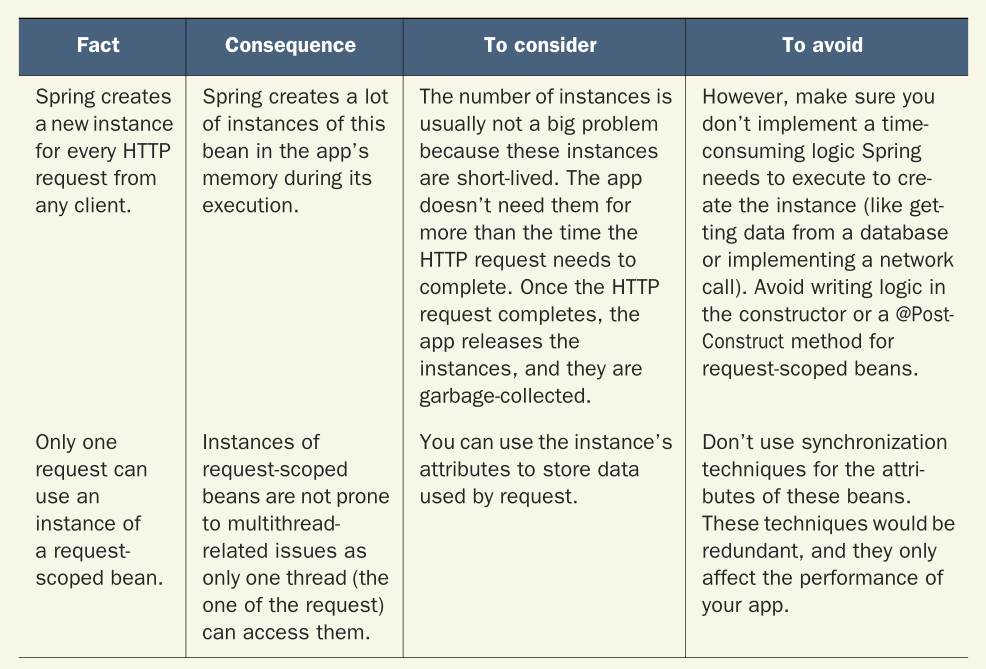 Fact
Consequence
To consider
To avoid
Spring creates
a new instance
for every HTTP
request from
any client.
Spring creates a lot
of instances of this
bean in the app's
memory during its
execution.
The number of instances is
usually not a big problem
because these instances
are short-lived. The app
doesn't need them for
more than the time the
HTTP request needs to
complete. Once the HTTP
request completes, the
app releases the
instances, and they are
garbage-collected.
However, make sure you
don't implement a time-
consuming logic Spring
needs to execute to cre-
ate the instance (like get-
ting data from a database
or implementing a network
call). Avoid writing logic in
the constructor or a @Post-
Construct method for
request-scoped beans.
Only one
request can
use an
instance of
a request-
scoped bean.
Instances of
request-scoped
beans are not prone
to multithread-
related issues as
only one thread (the
one of the request)
can access them.
You can use the instance's
attributes to store data
used by request.
Don't use synchronization
techniques for the attri-
butes of these beans.
These techniques would be
redundant, and they only
affect the performance of
your app.